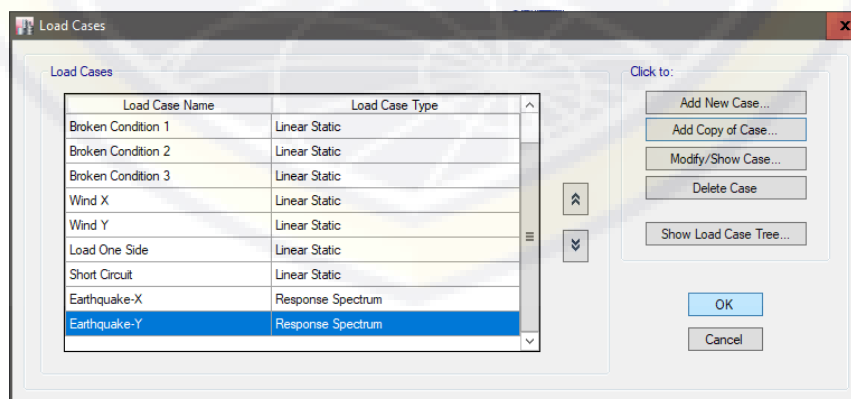 Load Cases
Load Cases
Click to:
Load Case Name Load Case Type
Broken Condition 1 Linear Static
Broken Condition 2 Linear Static
Broken Condition 3 Linear Static
Wind X Linear Static
Wind Y Linear Static
Load One Side Linear Static
Short Circuit Linear Static
Earthquake-X Response Spectrum
Earthquake-Y Response Spectrum
Add New Case...
Add Copy of Case...
Modify/Show Case...
Delete Case
Show Load Case Tree...
OK
Cancel